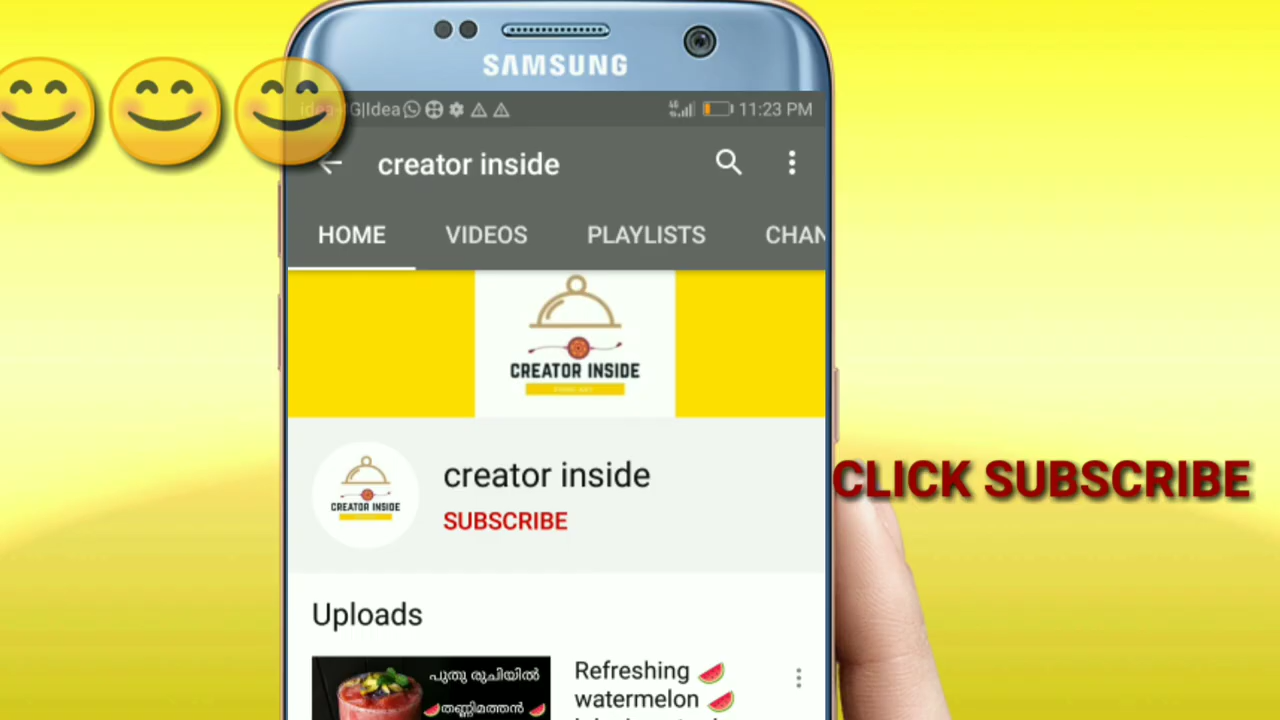 SAMSUNG
11:23 PM
creator inside
HOME VIDEOS PLAYLISTS CHAN
CREATOR INSIDE
creator inside
CREATOR INSIDE
SUBSCRIBE
CLICK SUBSCRIBE
Uploads
പുതു രുചിയിൽ
🍉തണ്ണിമത്തൻ 🍉
Refreshing 🍉
watermelon 🍉